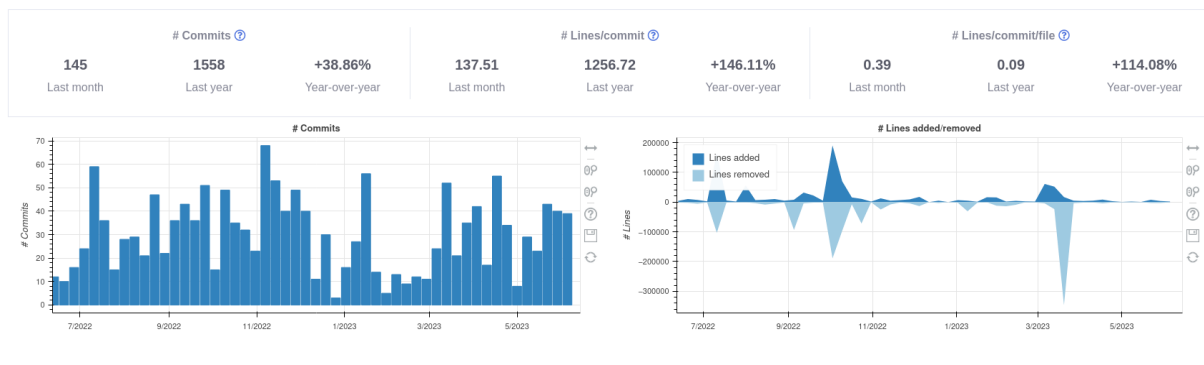 # Commits
# Lines/commit
# Lines/commit/file
145
1558
+38.86%
137.51
1256.72
+146.11%
0.39
0.09
+114.08%
Last month
Last year
Year-over-year
Last month
Last year
Year-over-year
Last month
Last year
Year-over-year
# Commits
70
60
50
40
30
20
10
0
# Commits
7/2022
9/2022
11/2022
1/2023
3/2023
5/2023
# Lines added/removed
Lines added
Lines removed
200000
100000
0
−100000
−200000
−300000
# Lines
7/2022
9/2022
11/2022
1/2023
3/2023
5/2023